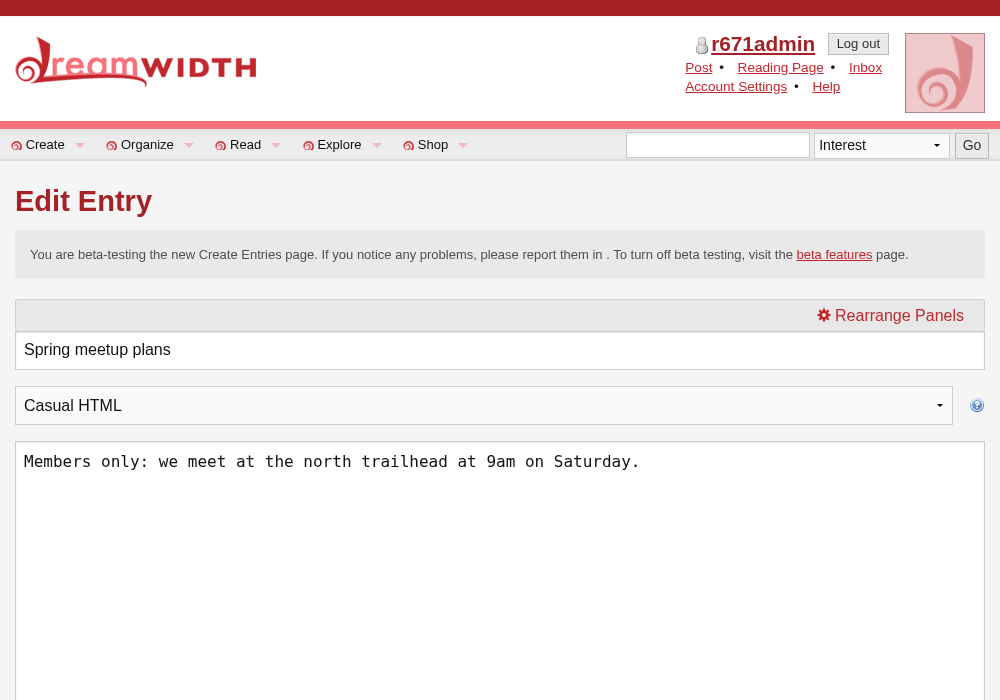 dreamWIDTH
r671admin Log out
Post • Reading Page • Inbox
Account Settings • Help
Create Organize Read Explore Shop Interest Go
Edit Entry
You are beta-testing the new Create Entries page. If you notice any problems, please report them in . To turn off beta testing, visit the beta features page.
Rearrange Panels
Spring meetup plans
Casual HTML
Members only: we meet at the north trailhead at 9am on Saturday.